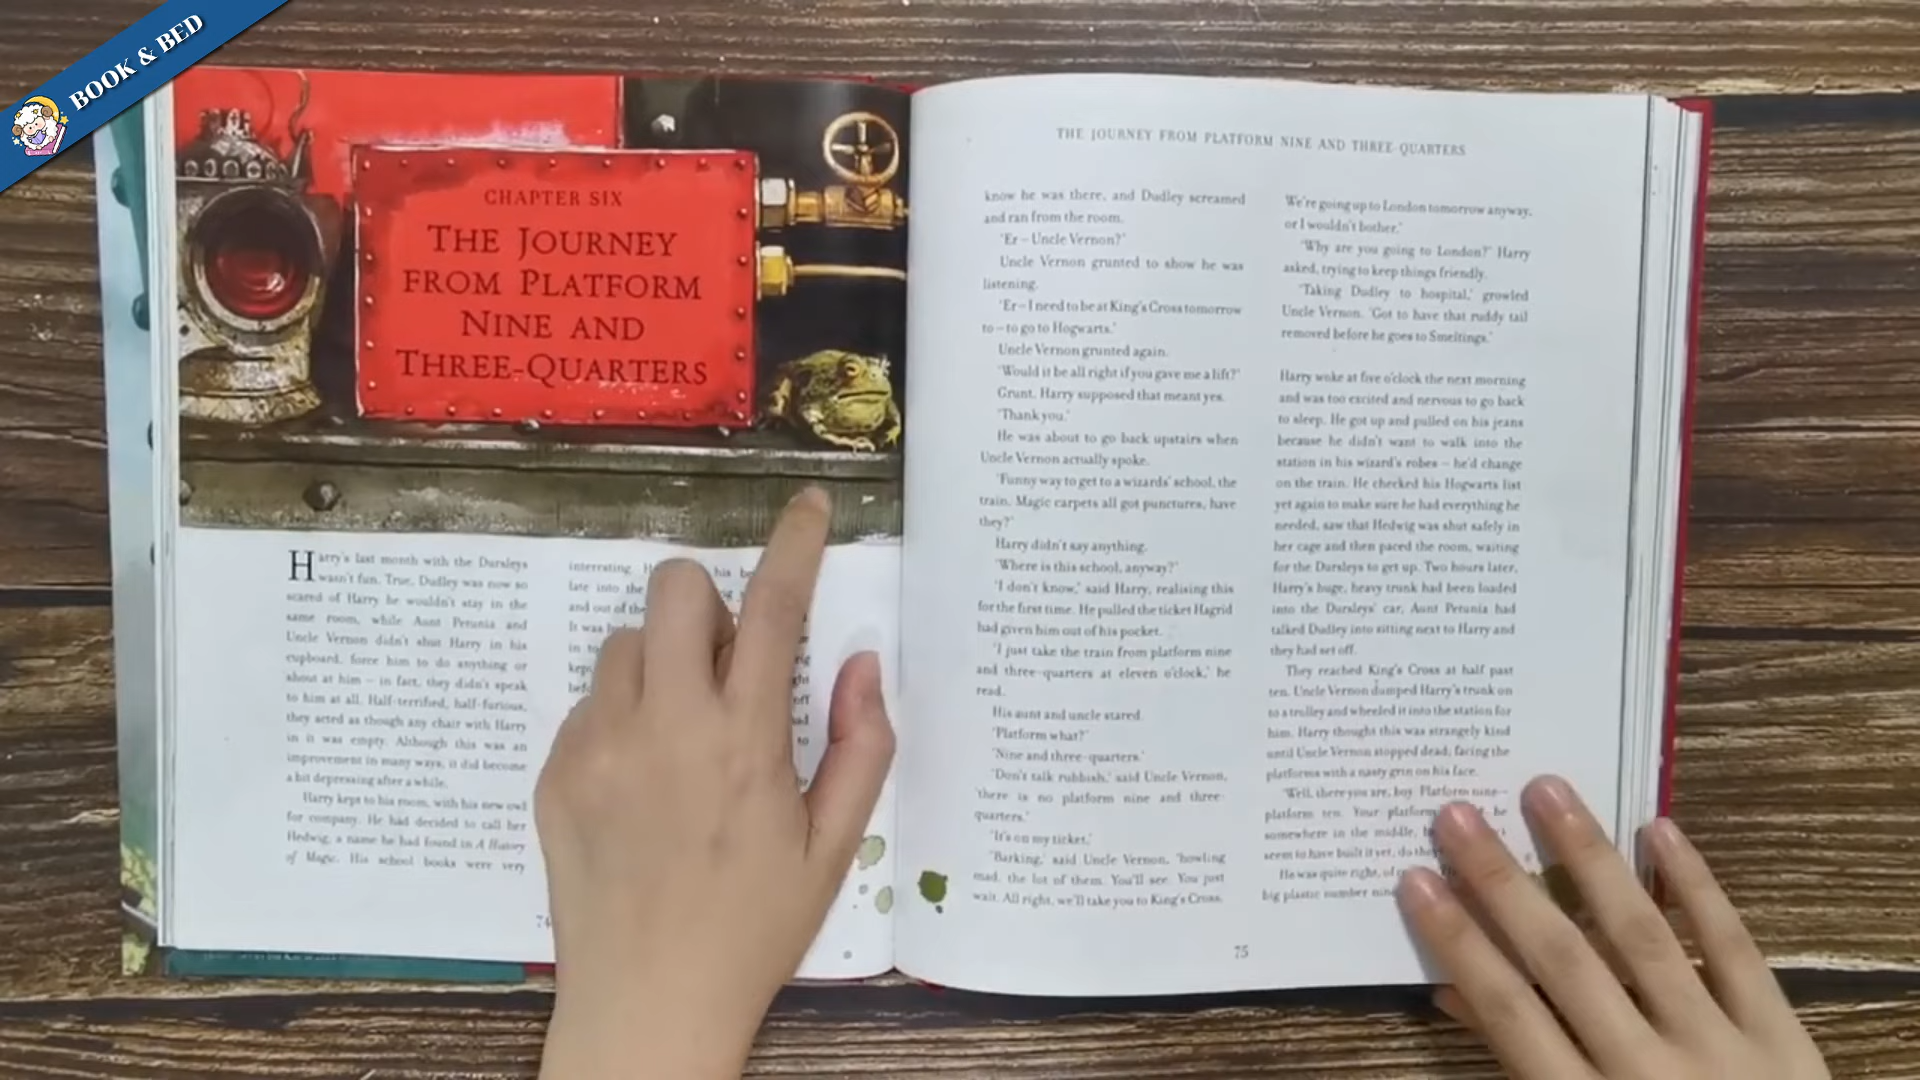 BOOK & BED
CHAPTER SIX
THE JOURNEY
FROM PLATFORM
NINE AND
THREE-QUARTERS
Harry's last month with the Dursleys
wasn't fun. True, Dudley was now so
scared of Harry he wouldn't stay in the
same room, while Aunt Petunia and
Uncle Vernon didn't shut Harry in his
cupboard, force him to do anything or
shout at him – in fact, they didn't speak
to him at all. Half-terrified, half-furious,
they acted as though any chair with Harry
in it was empty. Although this was an
improvement in many ways, it did become
a bit depressing after a while.
Harry kept to his room, with his new owl
for company. He had decided to call her
Hedwig, a name he had found in A History
of Magic. His school books were very
interesting. his
late into the
and out of the
It was
in
74
THE JOURNEY FROM PLATFORM NINE AND THREE-QUARTERS
know he was there, and Dudley screamed
and ran from the room.
'Er – Uncle Vernon?'
Uncle Vernon grunted to show he was
listening.
'Er – I need to be at King's Cross tomorrow
to – to go to Hogwarts.'
Uncle Vernon grunted again.
'Would it be all right if you gave me a lift?'
Grunt. Harry supposed that meant yes.
'Thank you.'
He was about to go back upstairs when
Uncle Vernon actually spoke.
'Funny way to get to a wizards' school, the
train. Magic carpets all got punctures, have
they?'
Harry didn't say anything.
'Where is this school, anyway?'
'I don't know,' said Harry, realising this
for the first time. He pulled the ticket Hagrid
had given him out of his pocket.
'I just take the train from platform nine
and three-quarters at eleven o'clock,' he
read.
His aunt and uncle stared.
'Platform what?'
'Nine and three-quarters.'
'Don't talk rubbish,' said Uncle Vernon,
'there is no platform nine and three-
quarters.'
'It's on my ticket.'
'Barking,' said Uncle Vernon, 'howling
mad, the lot of them. You'll see. You just
wait. All right, we'll take you to King's Cross.
We're going up to London tomorrow anyway,
or I wouldn't bother.'
'Why are you going to London?' Harry
asked, trying to keep things friendly.
'Taking Dudley to hospital,' growled
Uncle Vernon. 'Got to have that ruddy tail
removed before he goes to Smeltings.'
Harry woke at five o'clock the next morning
and was too excited and nervous to go back
to sleep. He got up and pulled on his jeans
because he didn't want to walk into the
station in his wizard's robes – he'd change
on the train. He checked his Hogwarts list
yet again to make sure he had everything he
needed, saw that Hedwig was shut safely in
her cage and then paced the room, waiting
for the Dursleys to get up. Two hours later,
Harry's huge, heavy trunk had been loaded
into the Dursleys' car, Aunt Petunia had
talked Dudley into sitting next to Harry and
they had set off.
They reached King's Cross at half past
ten. Uncle Vernon dumped Harry's trunk on
to a trolley and wheeled it into the station for
him. Harry thought this was strangely kind
until Uncle Vernon stopped dead, facing the
platforms with a nasty grin on his face.
'Well, there you are, boy. Platform nine –
platform ten. Your platform he
somewhere in the middle,
seem to have built it yet, do they
He was quite right, of
big plastic number nine
75